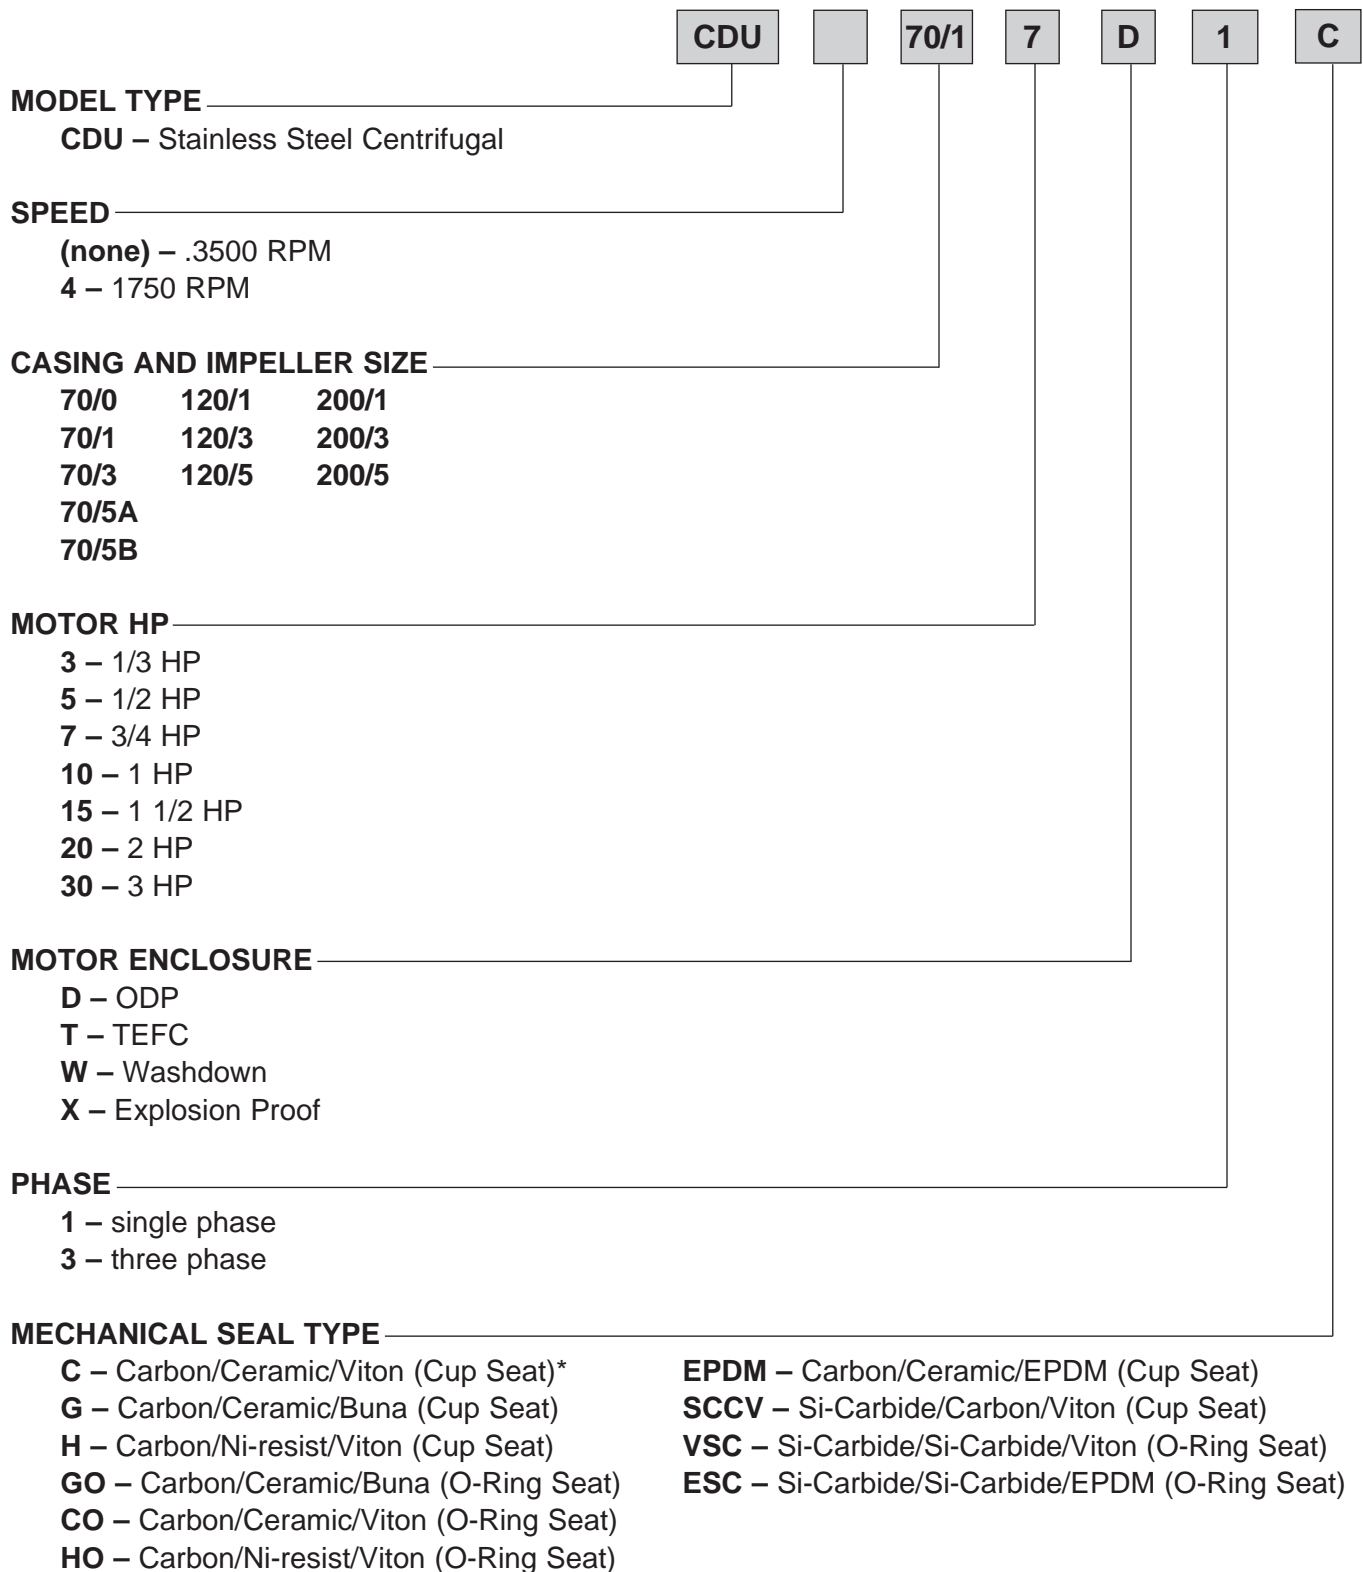 CDU 70/1 7 D 1 C
MODEL TYPE
CDU – Stainless Steel Centrifugal
SPEED
(none) – .3500 RPM
4 – 1750 RPM
CASING AND IMPELLER SIZE
70/0 120/1 200/1
70/1 120/3 200/3
70/3 120/5 200/5
70/5A
70/5B
MOTOR HP
3 – 1/3 HP
5 – 1/2 HP
7 – 3/4 HP
10 – 1 HP
15 – 1 1/2 HP
20 – 2 HP
30 – 3 HP
MOTOR ENCLOSURE
D – ODP
T – TEFC
W – Washdown
X – Explosion Proof
PHASE
1 – single phase
3 – three phase
MECHANICAL SEAL TYPE
C – Carbon/Ceramic/Viton (Cup Seat)*
G – Carbon/Ceramic/Buna (Cup Seat)
H – Carbon/Ni-resist/Viton (Cup Seat)
GO – Carbon/Ceramic/Buna (O-Ring Seat)
CO – Carbon/Ceramic/Viton (O-Ring Seat)
HO – Carbon/Ni-resist/Viton (O-Ring Seat)
EPDM – Carbon/Ceramic/EPDM (Cup Seat)
SCCV – Si-Carbide/Carbon/Viton (Cup Seat)
VSC – Si-Carbide/Si-Carbide/Viton (O-Ring Seat)
ESC – Si-Carbide/Si-Carbide/EPDM (O-Ring Seat)